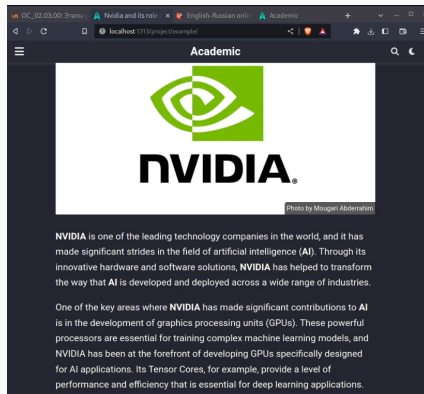 DC_02.03.00: Этапы
Nvidia and its role
English-Russian onlin
Academic
localhost:1313/project/example/
Academic
NVIDIA.
Photo by Mougari Abderrahim
NVIDIA is one of the leading technology companies in the world, and it has
made significant strides in the field of artificial intelligence (AI). Through its
innovative hardware and software solutions, NVIDIA has helped to transform
the way that AI is developed and deployed across a wide range of industries.
One of the key areas where NVIDIA has made significant contributions to AI
is in the development of graphics processing units (GPUs). These powerful
processors are essential for training complex machine learning models, and
NVIDIA has been at the forefront of developing GPUs specifically designed
for AI applications. Its Tensor Cores, for example, provide a level of
performance and efficiency that is essential for deep learning applications.